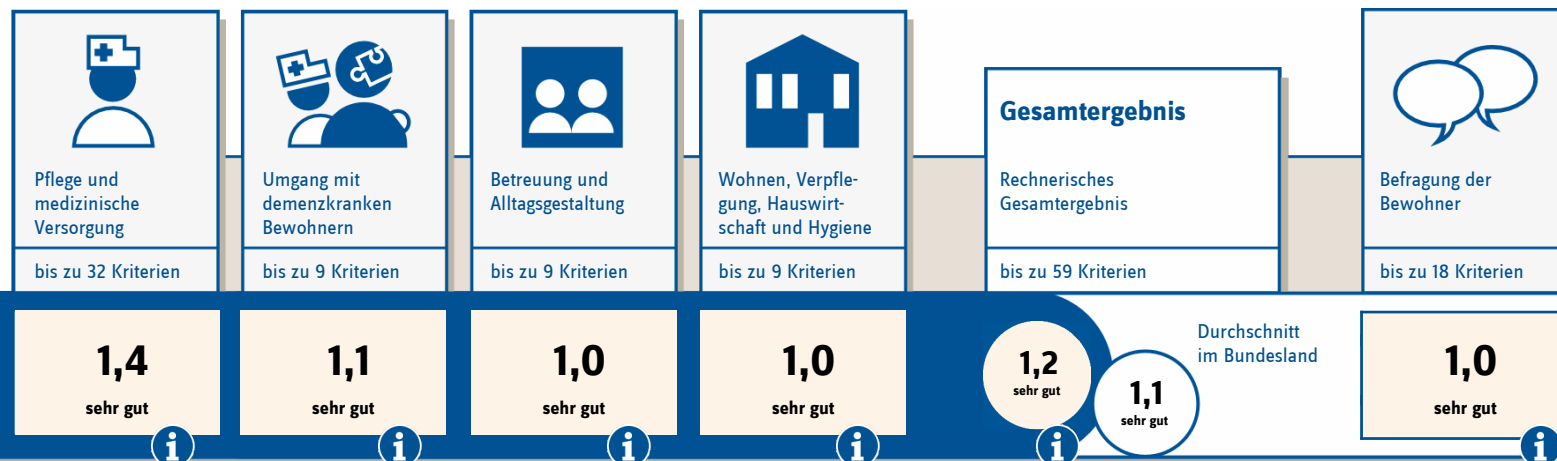 Pflege und
medizinische
Versorgung
bis zu 32 Kriterien
1,4
sehr gut
i
Umgang mit
demenzkranken
Bewohnern
bis zu 9 Kriterien
1,1
sehr gut
i
Betreuung und
Alltagsgestaltung
bis zu 9 Kriterien
1,0
sehr gut
i
Wohnen, Verpfle-
gung, Hauswirt-
schaft und Hygiene
bis zu 9 Kriterien
1,0
sehr gut
i
Gesamtergebnis
Rechnerisches
Gesamtergebnis
bis zu 59 Kriterien
1,2
sehr gut
i
Durchschnitt
im Bundesland
1,1
sehr gut
Befragung der
Bewohner
bis zu 18 Kriterien
1,0
sehr gut
i